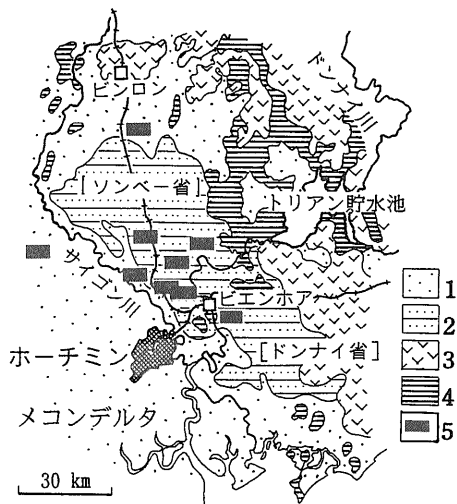 ビンロン
ドンナイ川
[ソンベー省]
トリアン貯水池
サイゴン川
ビエンホア
ホーチミン
[ドンナイ省]
メコンデルタ
30 km
1
2
3
4
5